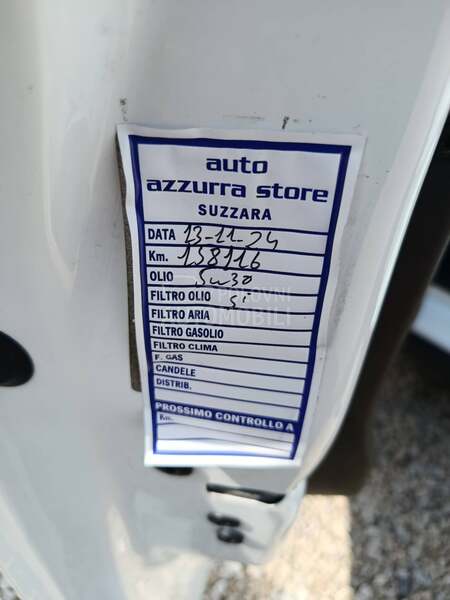 auto
azzurra store
SUZZARA
DATA 13-11-24
Km. 138116
OLIO 5w30
FILTRO OLIO Si
FILTRO ARIA
FILTRO GASOLIO
FILTRO CLIMA
F. GAS
CANDELE
DISTRIB.
PROSSIMO CONTROLLO A
Km.